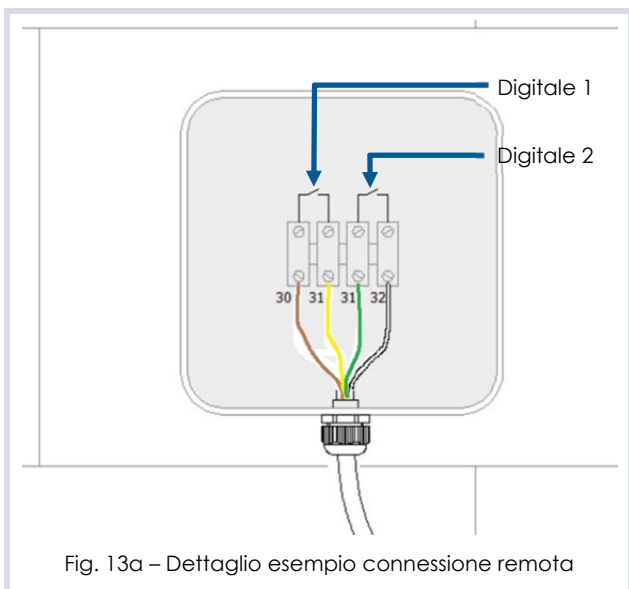 Digitale 1
Digitale 2
30 31 31 32
Fig. 13a – Dettaglio esempio connessione remota